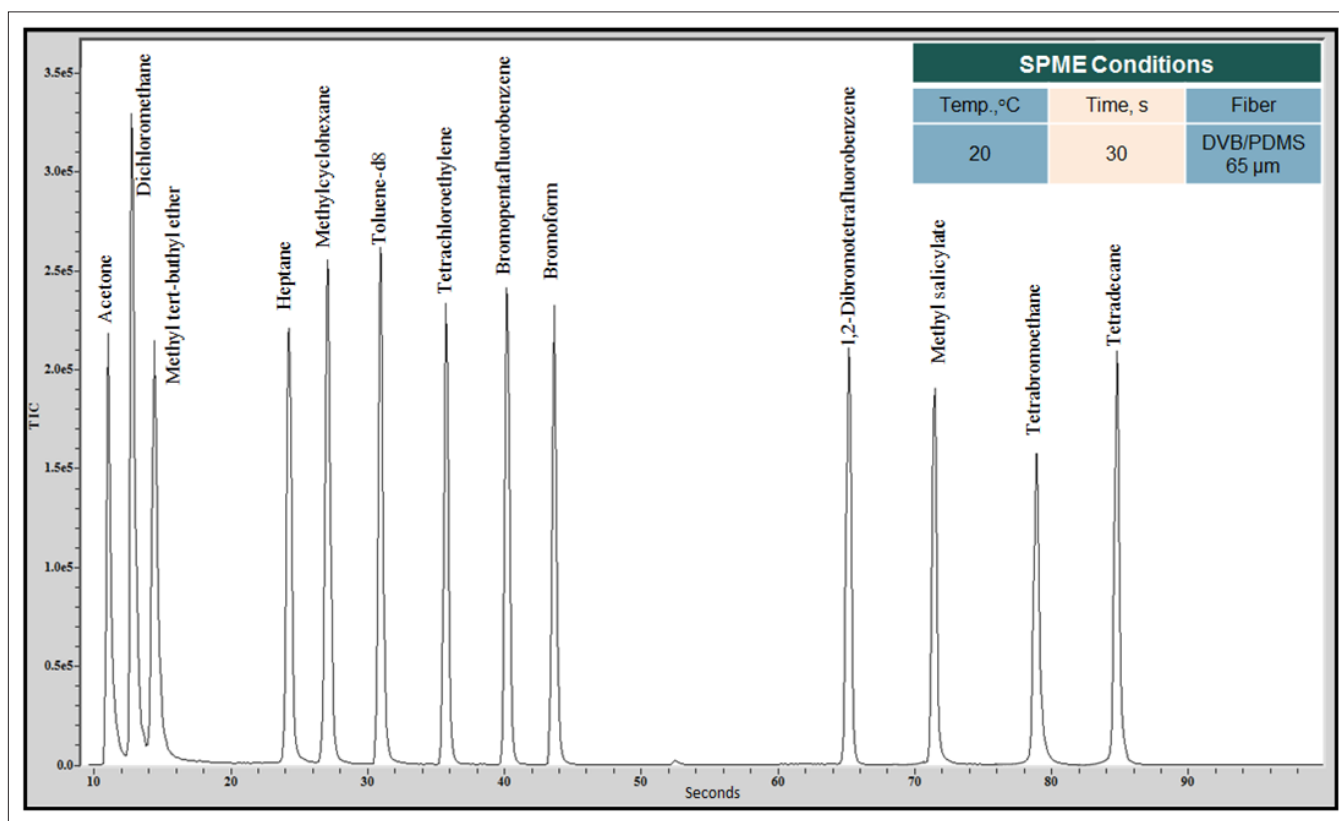 SPME Conditions
Temp.,°C Time, s Fiber
20 30 DVB/PDMS
65 µm
3.5e5
3.0e5
2.5e5
2.0e5
1.5e5
1.0e5
0.5e5
0.0
TIC
Acetone
Dichloromethane
Methyl tert-buthyl ether
Heptane
Methylcyclohexane
Toluene-d8
Tetrachloroethylene
Bromopentafluorobenzene
Bromoform
1,2-Dibromotetrafluorobenzene
Methyl salicylate
Tetrabromoethane
Tetradecane
10 20 30 40 50 60 70 80 90
Seconds